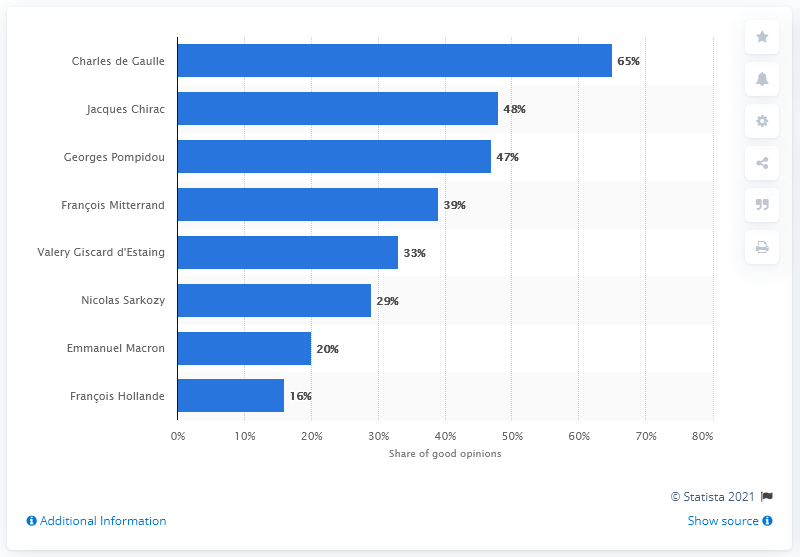 Charles de Gaulle 65%
Jacques Chirac 48%
Georges Pompidou 47%
François Mitterrand 39%
Valery Giscard d'Estaing 33%
Nicolas Sarkozy 29%
Emmanuel Macron 20%
François Hollande 16%
0% 10% 20% 30% 40% 50% 60% 70% 80%
Share of good opinions
© Statista 2021
Additional Information Show source